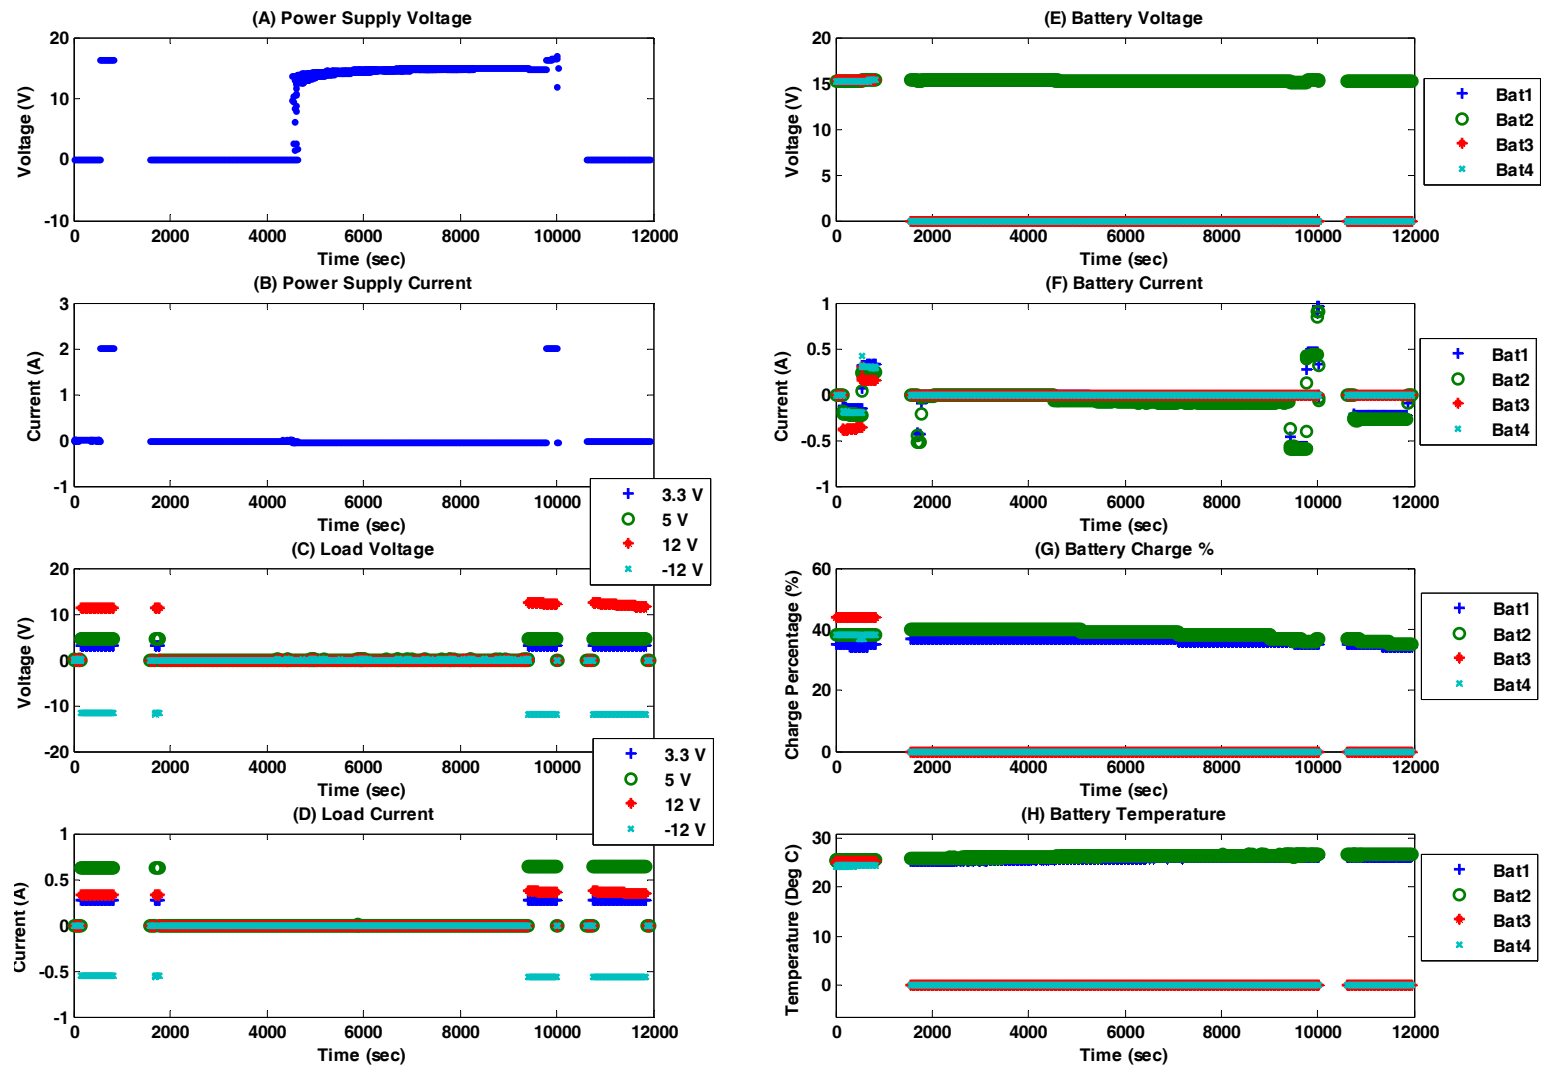 (A) Power Supply Voltage
20
10
0
-10
Voltage (V)
0 2000 4000 6000 8000 10000 12000
Time (sec)
(B) Power Supply Current
3
2
1
0
-1
Current (A)
0 2000 4000 6000 8000 10000 12000
Time (sec)
3.3 V
5 V
12 V
-12 V
(C) Load Voltage
20
10
0
-10
-20
Voltage (V)
0 2000 4000 6000 8000 10000
Time (sec)
3.3 V
5 V
12 V
-12 V
(D) Load Current
1
0.5
0
-0.5
-1
Current (A)
0 2000 4000 6000 8000 10000 12000
Time (sec)
(E) Battery Voltage
20
15
10
5
0
Voltage (V)
0 2000 4000 6000 8000 10000 12000
Time (sec)
Bat1
Bat2
Bat3
Bat4
(F) Battery Current
1
0.5
0
-0.5
-1
Current (A)
0 2000 4000 6000 8000 10000 12000
Time (sec)
Bat1
Bat2
Bat3
Bat4
(G) Battery Charge %
60
40
20
0
Charge Percentage (%)
0 2000 4000 6000 8000 10000 12000
Time (sec)
Bat1
Bat2
Bat3
Bat4
(H) Battery Temperature
30
20
10
0
Temperature (Deg C)
0 2000 4000 6000 8000 10000 12000
Time (sec)
Bat1
Bat2
Bat3
Bat4